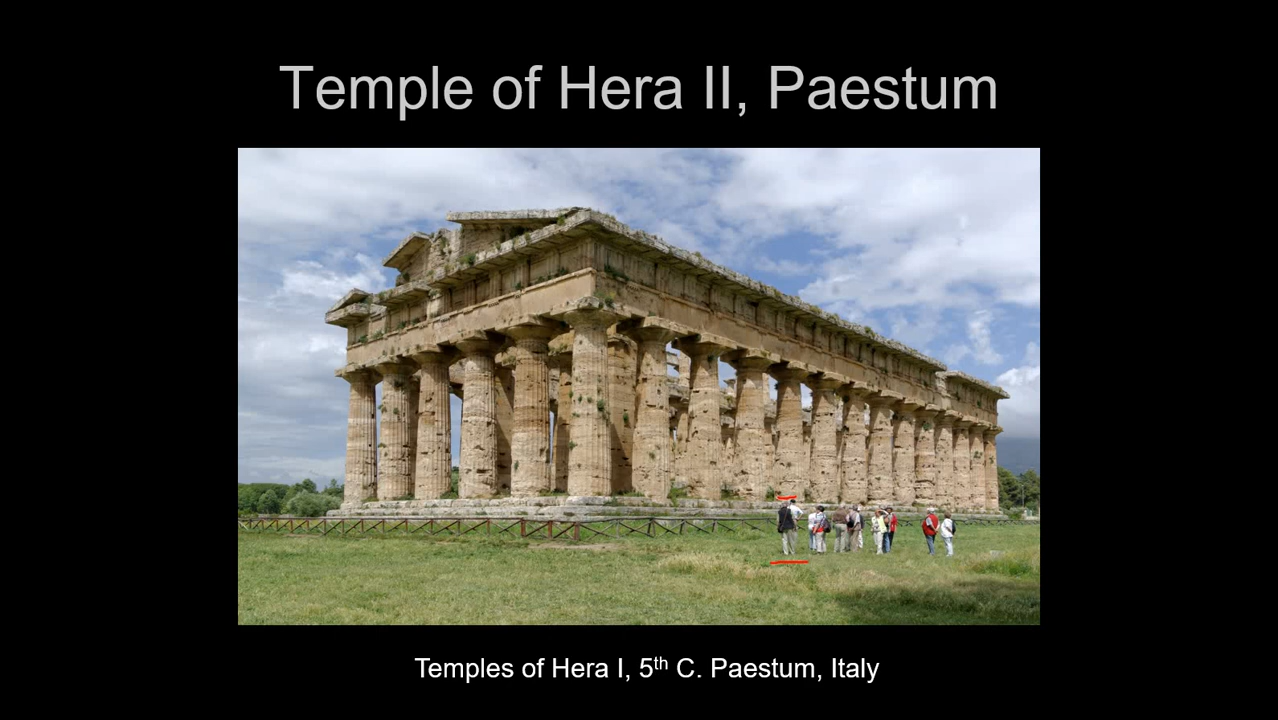 Temple of Hera II, Paestum
Temples of Hera I, 5th C. Paestum, Italy